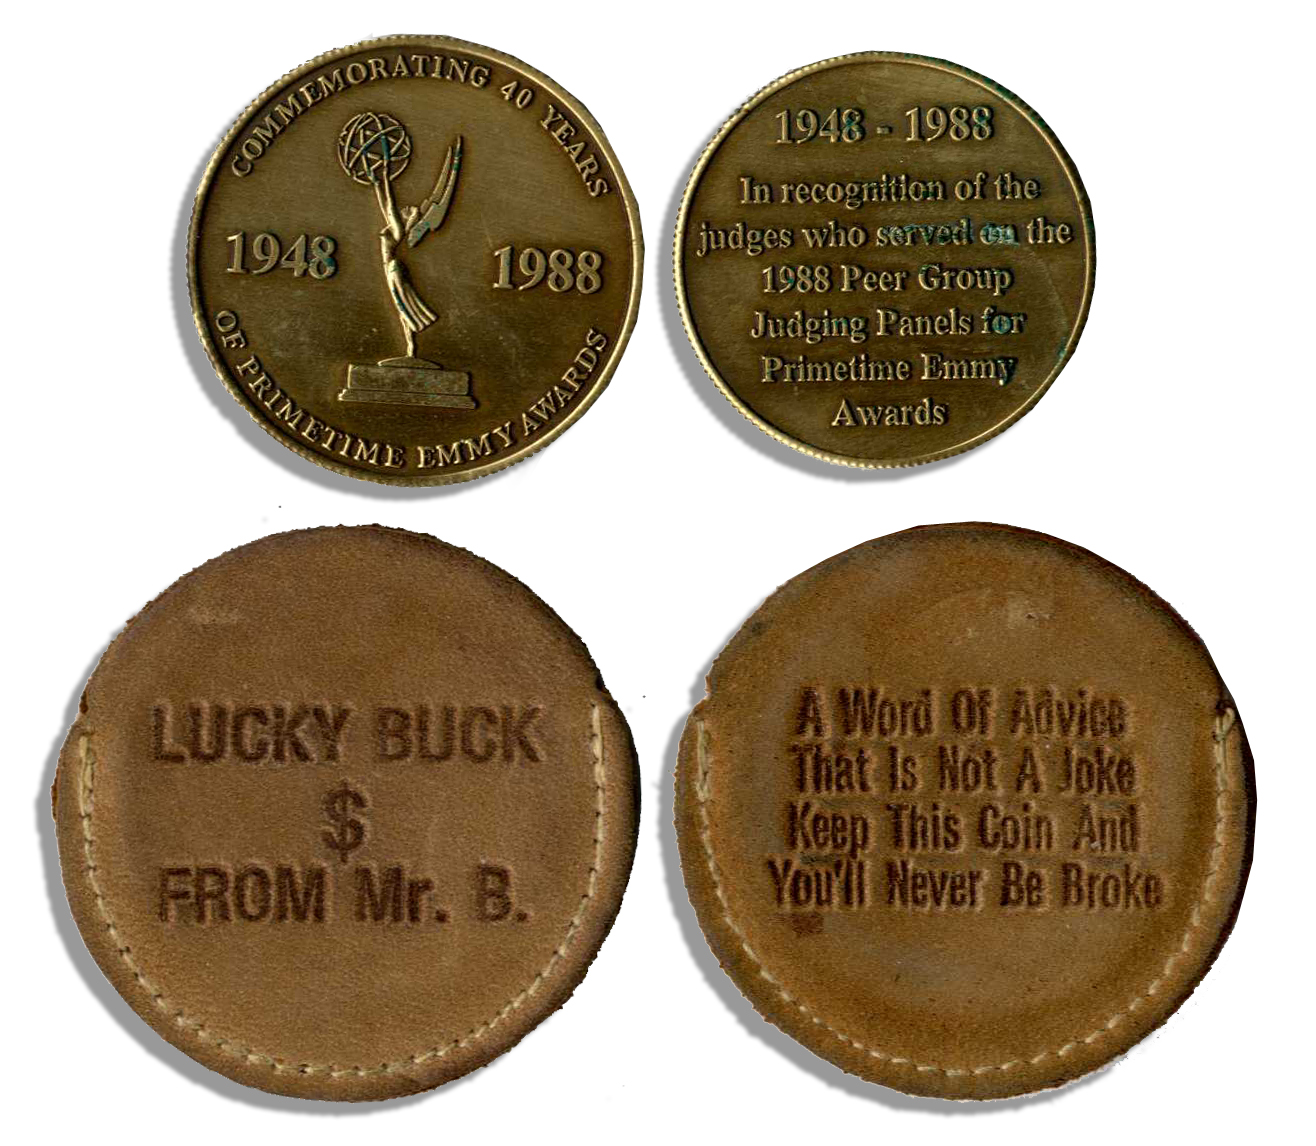 COMMEMORATING 40 YEARS
1948 1988
OF PRIMETIME EMMY AWARDS
1948 - 1988
In recognition of the
judges who served on the
1988 Peer Group
Judging Panels for
Primetime Emmy
Awards
LUCKY BUCK
$
FROM Mr. B.
A Word Of Advice
That Is Not A Joke
Keep This Coin And
You'll Never Be Broke